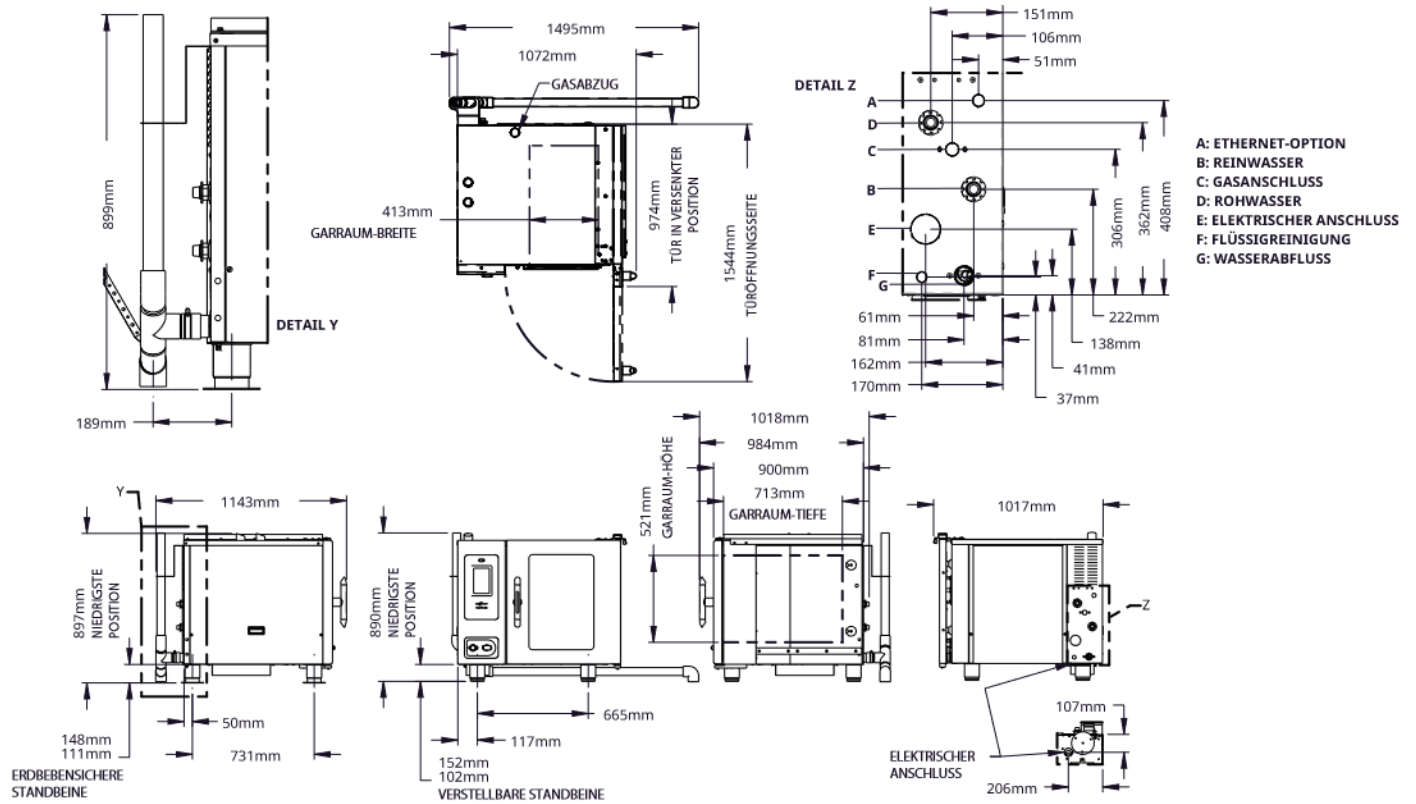 899mm
189mm
DETAIL Y
1495mm
1072mm
GASABZUG
413mm
GARRAUM-BREITE
974mm
TÜR IN VERSENKTER
POSITION
1544mm
TÜRÖFFNUNGSSEITE
151mm
106mm
51mm
DETAIL Z
A
D
C
B
E
F
G
306mm
362mm
408mm
61mm
81mm
162mm
170mm
222mm
138mm
41mm
37mm
A: ETHERNET-OPTION
B: REINWASSER
C: GASANSCHLUSS
D: ROHWASSER
E: ELEKTRISCHER ANSCHLUSS
F: FLÜSSIGREINIGUNG
G: WASSERABFLUSS
Y
1143mm
897mm
NIEDRIGSTE
POSITION
50mm
731mm
148mm
111mm
ERDBEBENSICHERE
STANDBEINE
890mm
NIEDRIGSTE
POSITION
665mm
117mm
152mm
102mm
VERSTELLBARE STANDBEINE
1018mm
984mm
900mm
713mm
GARRAUM-TIEFE
521mm
GARRAUM-HÖHE
1017mm
Z
ELEKTRISCHER
ANSCHLUSS
107mm
206mm